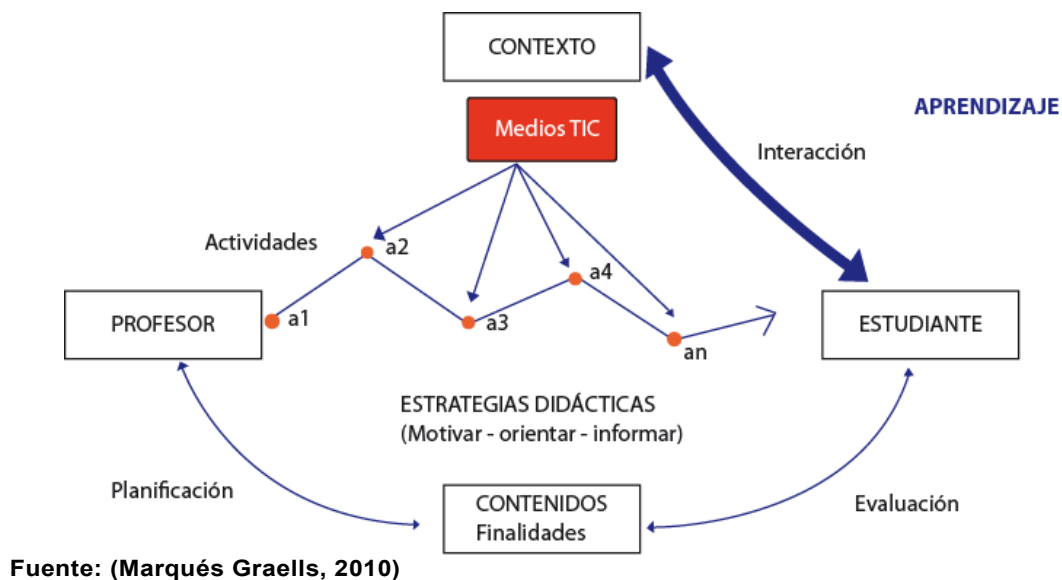 CONTEXTO
Medios TIC
APRENDIZAJE
Interacción
Actividades
a2
a4
PROFESOR
a1
a3
an
ESTUDIANTE
ESTRATEGIAS DIDÁCTICAS
(Motivar - orientar - informar)
Planificación
CONTENIDOS
Finalidades
Evaluación
Fuente: (Marqués Graells, 2010)